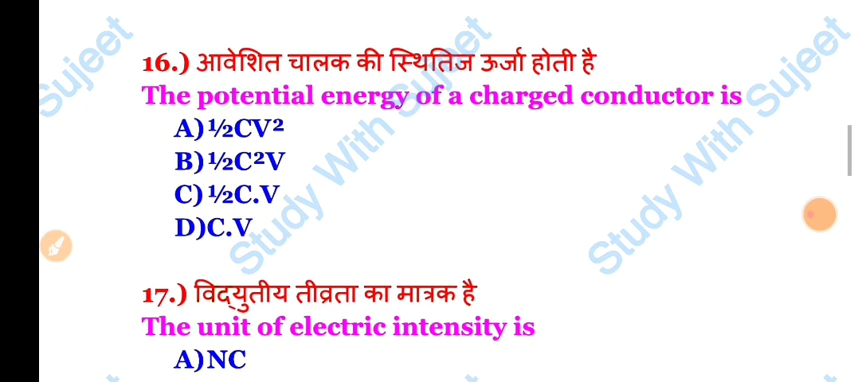 16.) आवेशित चालक की स्थितिज ऊर्जा होती है
The potential energy of a charged conductor is
A) ½CV²
B) ½C²V
C) ½C.V
D)C.V
17.) विद्युतीय तीव्रता का मात्रक है
The unit of electric intensity is
A)NC
Sujeet
Study With Sujeet
Study With Sujeet